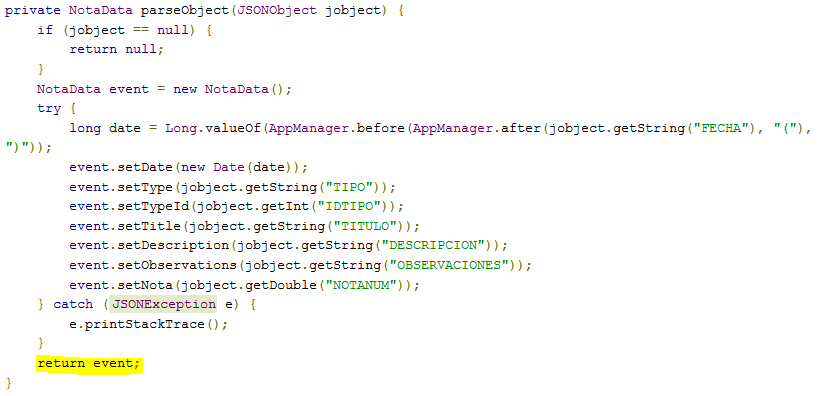 private NotaData parseObject(JSONObject jobject) {
    if (jobject == null) {
        return null;
    }
    NotaData event = new NotaData();
    try {
        long date = Long.valueOf(AppManager.before(AppManager.after(jobject.getString("FECHA"), "("),
")"));
        event.setDate(new Date(date));
        event.setType(jobject.getString("TIPO"));
        event.setTypeId(jobject.getInt("IDTIPO"));
        event.setTitle(jobject.getString("TITULO"));
        event.setDescription(jobject.getString("DESCRIPCION"));
        event.setObservations(jobject.getString("OBSERVACIONES"));
        event.setNota(jobject.getDouble("NOTANUM"));
    } catch (JSONException e) {
        e.printStackTrace();
    }
    return event;
}